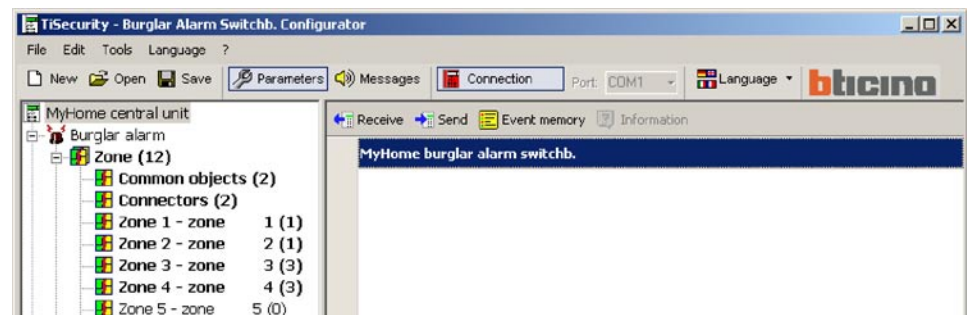 TiSecurity - Burglar Alarm Switchb. Configurator
File Edit Tools Language ?
New Open Save Parameters Messages Connection Port: COM1 Language bticino
MyHome central unit
Receive Send Event memory Information
Burglar alarm
MyHome burglar alarm switchb.
Zone (12)
Common objects (2)
Connectors (2)
Zone 1 - zone 1 (1)
Zone 2 - zone 2 (1)
Zone 3 - zone 3 (3)
Zone 4 - zone 4 (3)
Zone 5 - zone 5 (0)